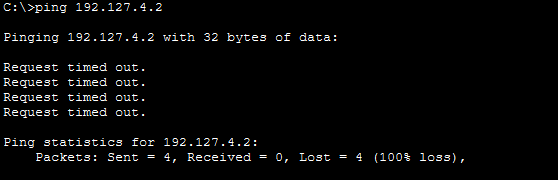 C:\>ping 192.127.4.2
Pinging 192.127.4.2 with 32 bytes of data:
Request timed out.
Request timed out.
Request timed out.
Request timed out.
Ping statistics for 192.127.4.2:
    Packets: Sent = 4, Received = 0, Lost = 4 (100% loss),